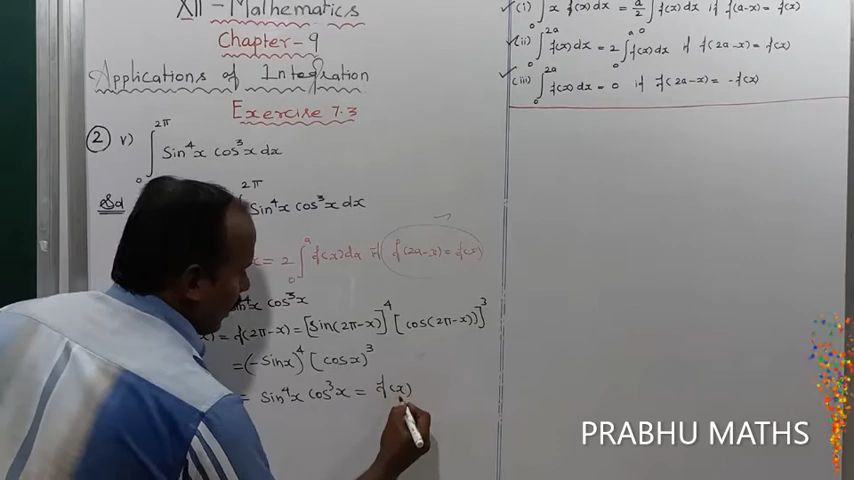 XII - Mathematics
Chapter - 9
Applications of Integration
Exercise 7.3
② v) ∫₀^2π Sin⁴x cos³x dx
Sol 2π Sin⁴x cos³x dx
x = 2 ∫₀^a f(x)dx if f(2a-x) = f(x)
Sin⁴x cos³x
x) = f(2π-x) = [sin(2π-x]⁴ [cos(2π-x))]³
= (-sinx)⁴ [cosx)³
= sin⁴x cos³x = f(x)
(i) ∫₀ x f(x)dx = a/2 ∫₀ f(x)dx if f(a-x) = f(x)
(ii) ∫₀^2a f(x)dx = 2 ∫₀^a f(x)dx if f(2a-x) = f(x)
(iii) ∫₀^2a f(x)dx = 0 if f(2a-x) = -f(x)
PRABHU MATHS